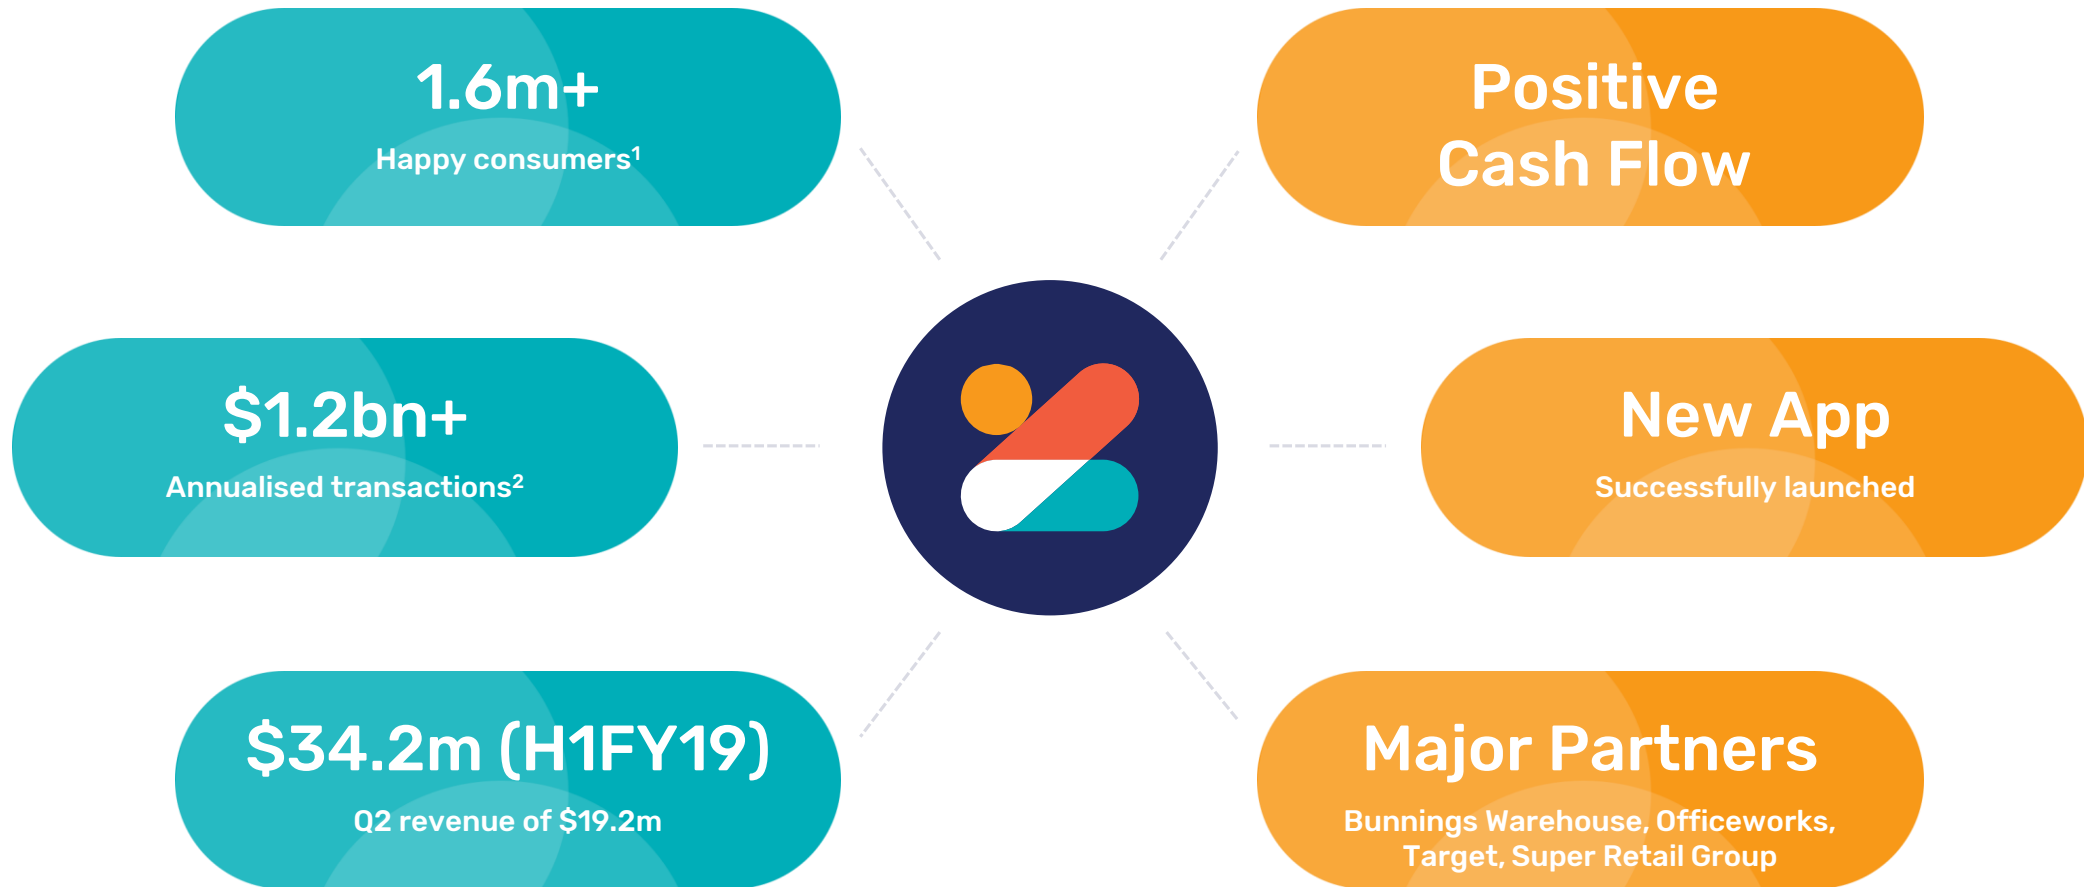 1.6m+
Happy consumers¹
$1.2bn+
Annualised transactions²
$34.2m (H1FY19)
Q2 revenue of $19.2m
Positive
Cash Flow
New App
Successfully launched
Major Partners
Bunnings Warehouse, Officeworks,
Target, Super Retail Group